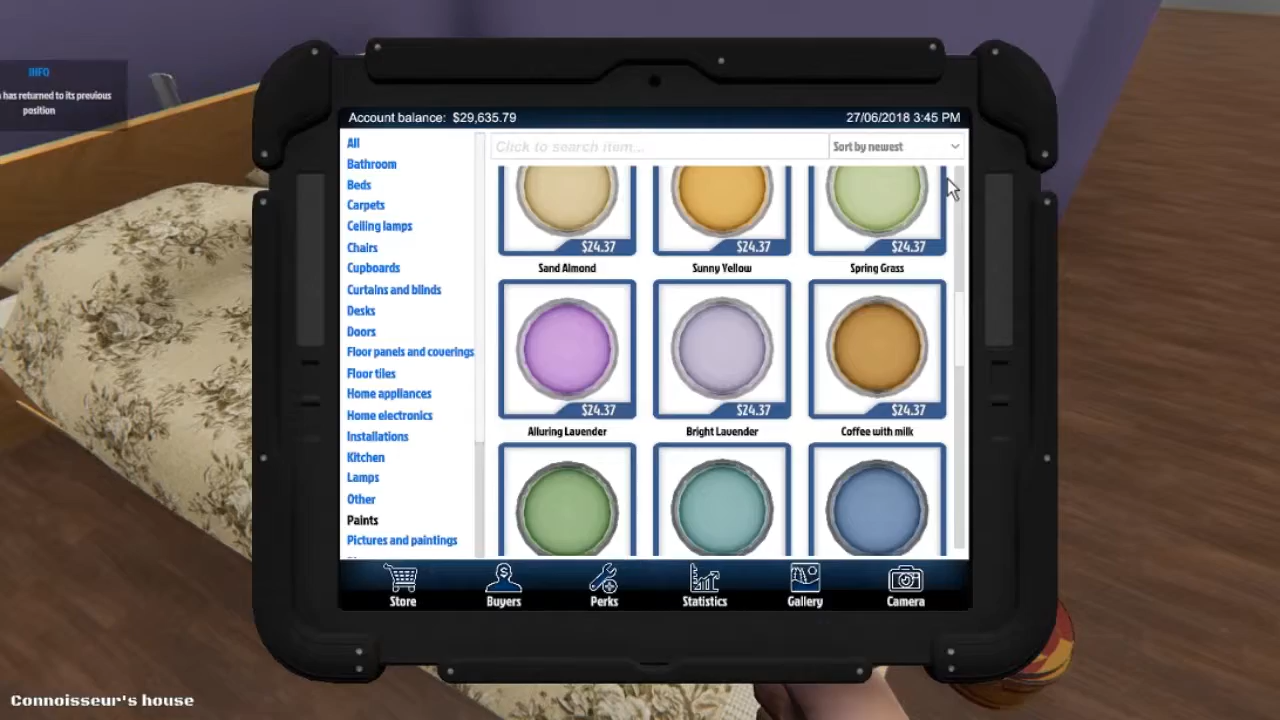 INFO
has returned to its previous
position
Account balance: $29,635.79
27/06/2018 3:45 PM
All
Bathroom
Beds
Carpets
Ceiling lamps
Chairs
Cupboards
Curtains and blinds
Desks
Doors
Floor panels and coverings
Floor tiles
Home appliances
Home electronics
Installations
Kitchen
Lamps
Other
Paints
Pictures and paintings
Click to search item...
Sort by newest
$24.37
$24.37
$24.37
Sand Almond
Sunny Yellow
Spring Grass
$24.37
$24.37
$24.37
Alluring Lavender
Bright Lavender
Coffee with milk
Store
Buyers
Perks
Statistics
Gallery
Camera
Connoisseur's house